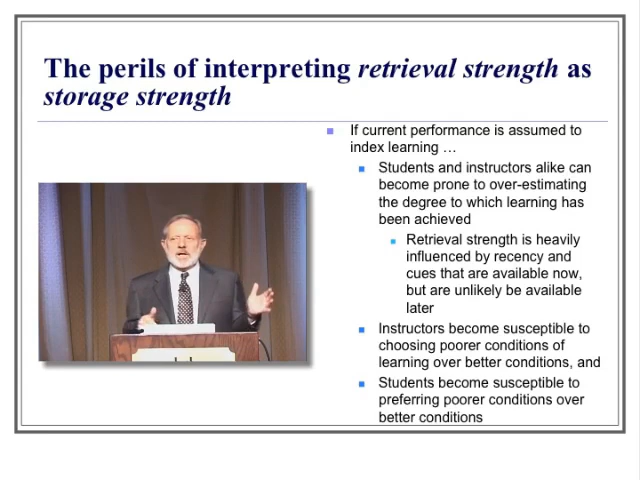 The perils of interpreting retrieval strength as
storage strength
If current performance is assumed to
index learning …
Students and instructors alike can
become prone to over-estimating
the degree to which learning has
been achieved
Retrieval strength is heavily
influenced by recency and
cues that are available now,
but are unlikely be available
later
Instructors become susceptible to
choosing poorer conditions of
learning over better conditions, and
Students become susceptible to
preferring poorer conditions over
better conditions